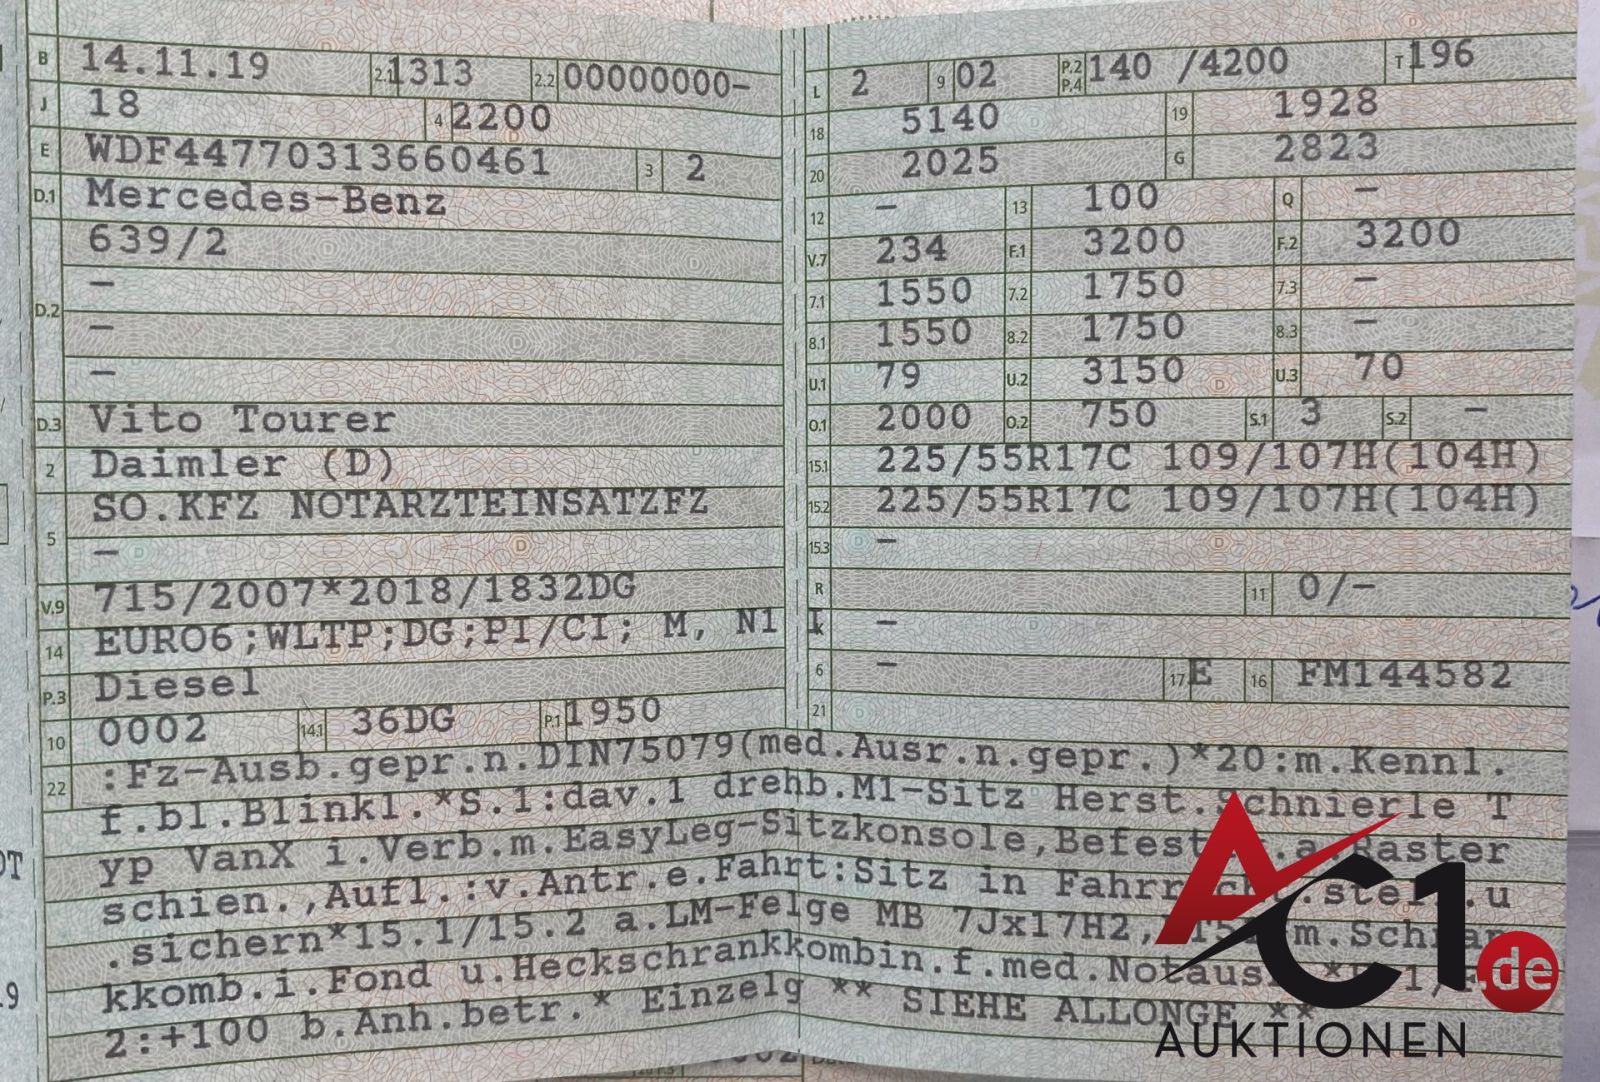 B 14.11.19 2.1 1313 2.2 00000000-
J 18 4 2200
E WDF44770313660461 3 2
D.1 Mercedes-Benz
D.2 639/2
-
-
-
D.3 Vito Tourer
2 Daimler (D)
5 SO.KFZ NOTARZTEINSATZFZ
-
V.9 715/2007*2018/1832DG
14 EURO6;WLTP;DG;PI/CI; M, N1 I
P.3 Diesel
10 0002 14.1 36DG P.1 1950
L 2 9 02 P.2 P.4 140 /4200 T 196
18 5140 19 1928
20 2025 G 2823
12 - 13 100 Q -
V.7 234 F.1 3200 F.2 3200
7.1 1550 7.2 1750 7.3 -
8.1 1550 8.2 1750 8.3 -
U.1 79 U.2 3150 U.3 70
O.1 2000 O.2 750 S.1 3 S.2 -
15.1 225/55R17C 109/107H(104H)
15.2 225/55R17C 109/107H(104H)
15.3 -
R 11 0/-
K -
6 - 17 E 16 FM144582
21
22 :Fz-Ausb.gepr.n.DIN75079(med.Ausr.n.gepr.)*20:m.Kennl.
f.bl.Blinkl.*S.1:dav.1 drehb.M1-Sitz Herst.Schnierle T
yp VanX i.Verb.m.EasyLeg-Sitzkonsole,Befest. a.Raster
schien.,Aufl.:v.Antr.e.Fahrt:Sitz in .u
.sichern*15.1/15.2 a.LM-Felge MB 7Jx17H2, m.Schran
kkomb.i.Fond u.Heckschrankkombin.f.med.
2:+100 b.Anh.betr.* Einzelg ** SIEHE ALLONGE **
AC1.de
AUKTIONEN